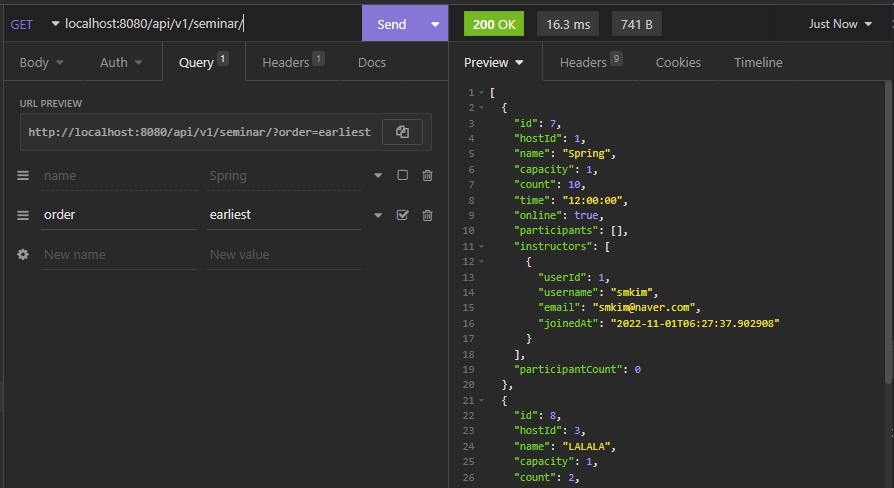 GET localhost:8080/api/v1/seminar/ Send
200 OK 16.3 ms 741 B Just Now
Body Auth Query 1 Headers 1 Docs
Preview Headers 9 Cookies Timeline
URL PREVIEW
http://localhost:8080/api/v1/seminar/?order=earliest
name Spring
order earliest
New name New value
1 [
2 {
3 "id": 7,
4 "hostId": 1,
5 "name": "Spring",
6 "capacity": 1,
7 "count": 10,
8 "time": "12:00:00",
9 "online": true,
10 "participants": [],
11 "instructors": [
12 {
13 "userId": 1,
14 "username": "smkim",
15 "email": "smkim@naver.com",
16 "joinedAt": "2022-11-01T06:27:37.902908"
17 }
18 ],
19 "participantCount": 0
20 },
21 {
22 "id": 8,
23 "hostId": 3,
24 "name": "LALALA",
25 "capacity": 1,
26 "count": 2,